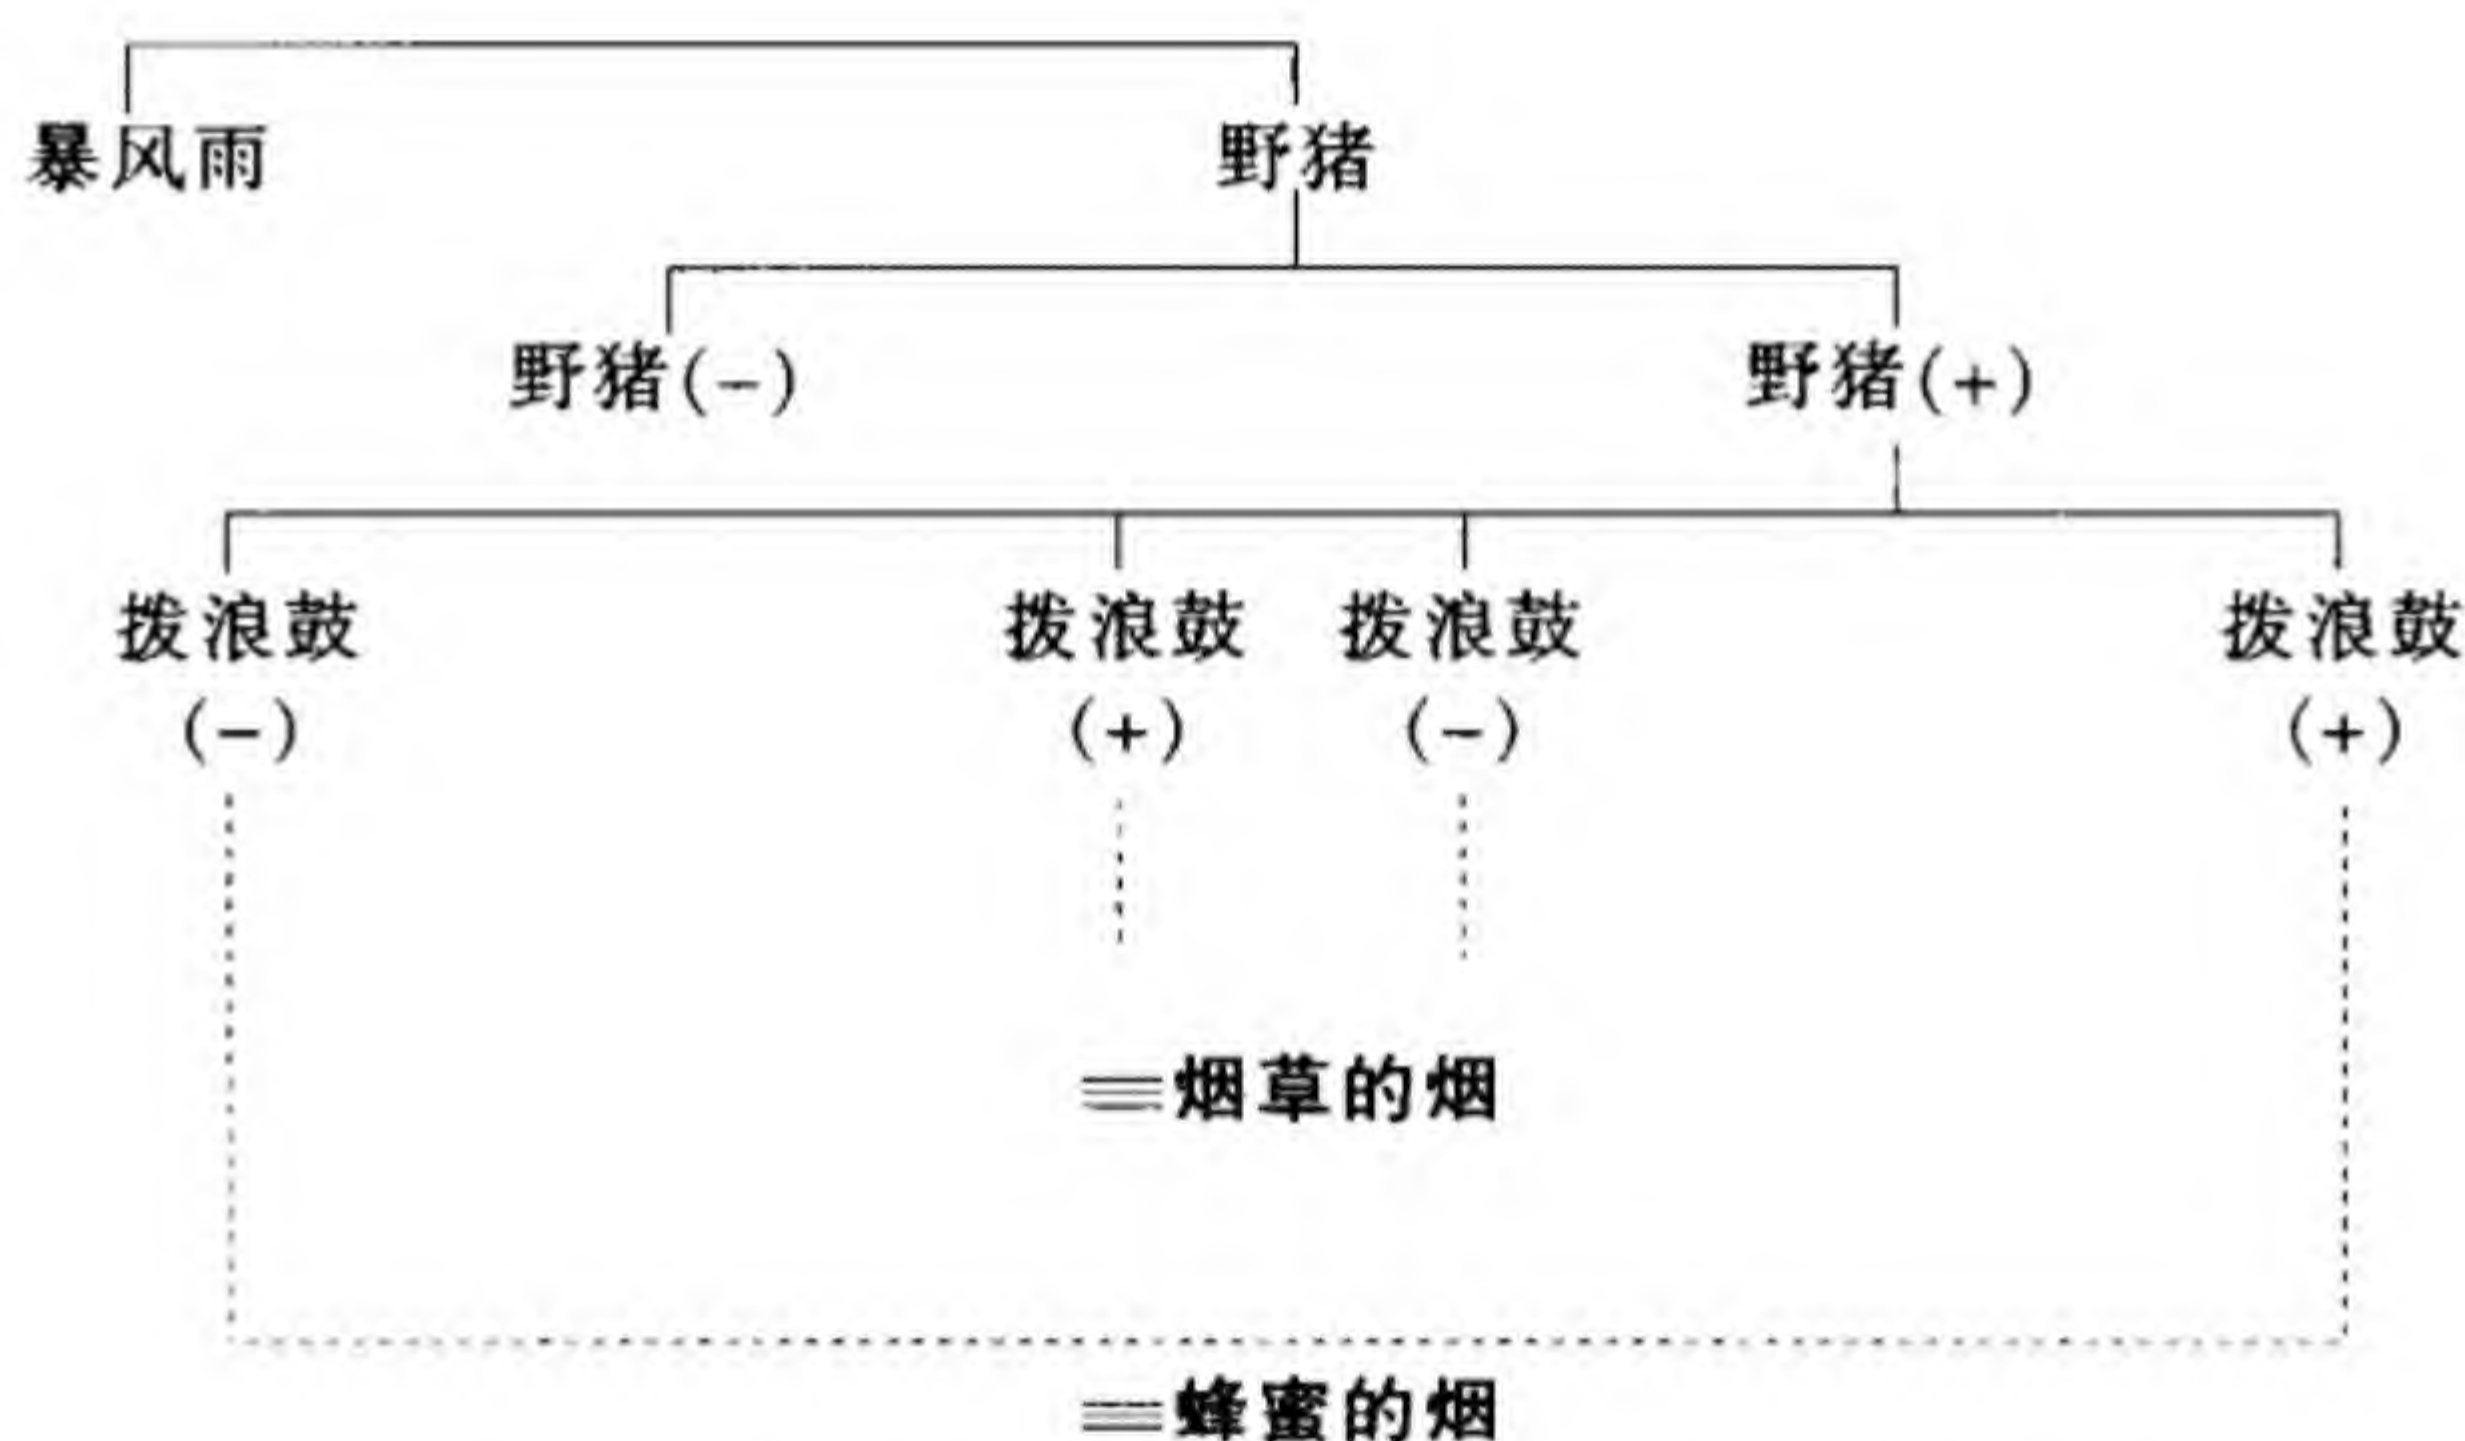 暴风雨 野猪
野猪(-) 野猪(+)
拨浪鼓 拨浪鼓 拨浪鼓 拨浪鼓
(-) (+) (-) (+)
≡烟草的烟
≡蜂蜜的烟